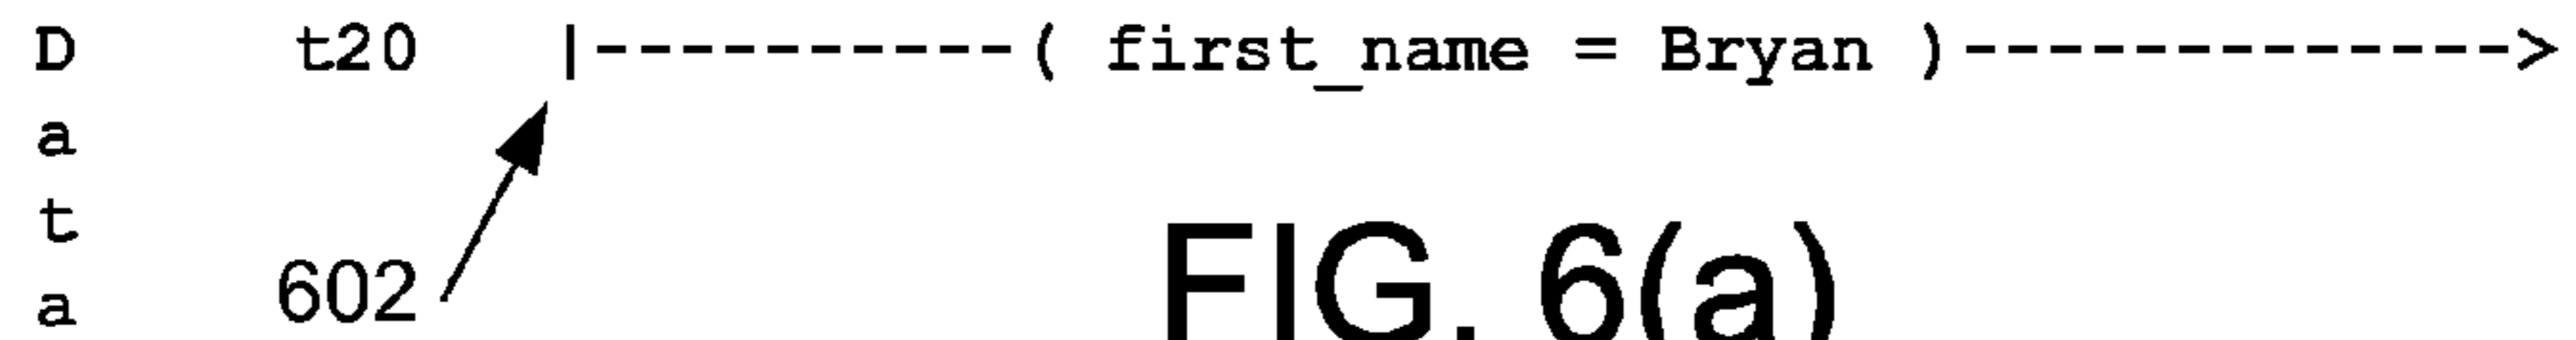 D t20 |-----------( first_name = Bryan )------------->
a
t
a 602
FIG. 6(a)